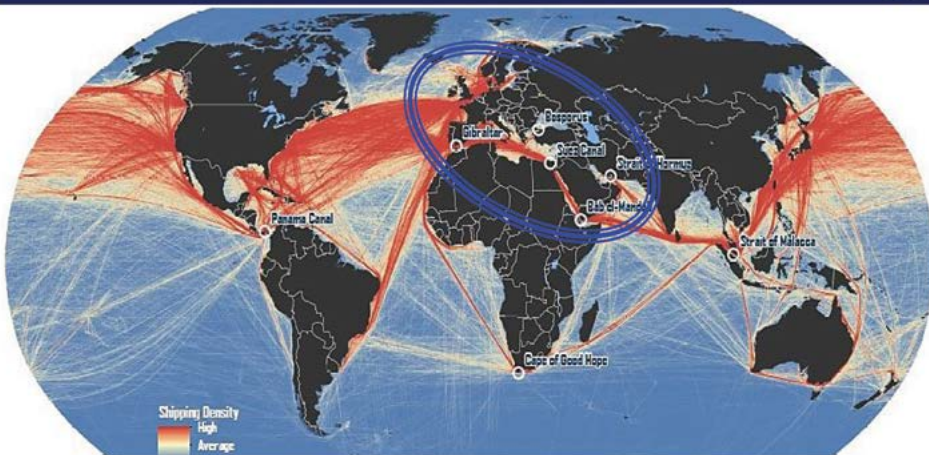 Bosporus
Gibraltar
Suez Canal
Strait of Hormus
Bab el-Mandeb
Panama Canal
Strait of Malacca
Cape of Good Hope
Shipping Density
High
Average